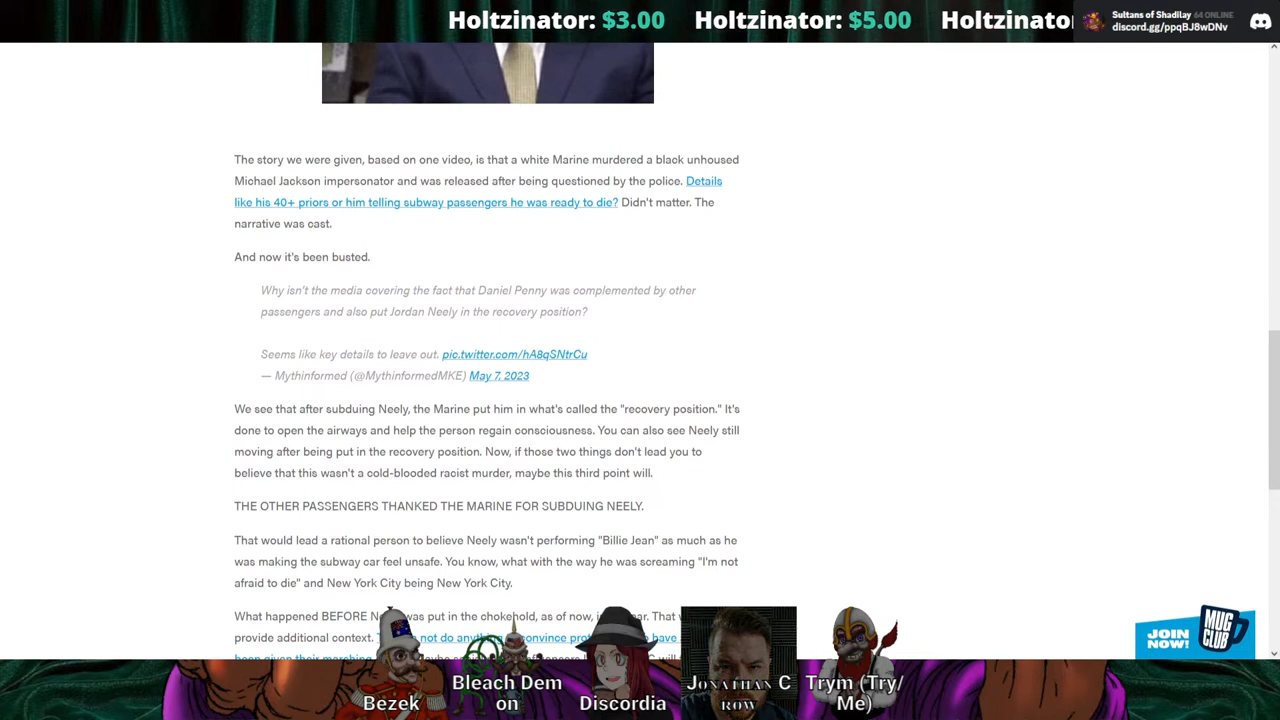 Holtzinator: $3.00 Holtzinator: $5.00 Holtzinato
Sultans of Shadilay 64 ONLINE
discord.gg/ppqBJ8wDNv
The story we were given, based on one video, is that a white Marine murdered a black unhoused
Michael Jackson impersonator and was released after being questioned by the police. Details
like his 40+ priors or him telling subway passengers he was ready to die? Didn't matter. The
narrative was cast.
And now it's been busted.
Why isn't the media covering the fact that Daniel Penny was complemented by other
passengers and also put Jordan Neely in the recovery position?
Seems like key details to leave out. pic.twitter.com/hA8qSNtrCu
— Mythinformed (@MythinformedMKE) May 7, 2023
We see that after subduing Neely, the Marine put him in what's called the "recovery position." It's
done to open the airways and help the person regain consciousness. You can also see Neely still
moving after being put in the recovery position. Now, if those two things don't lead you to
believe that this wasn't a cold-blooded racist murder, maybe this third point will.
THE OTHER PASSENGERS THANKED THE MARINE FOR SUBDUING NEELY.
That would lead a rational person to believe Neely wasn't performing "Billie Jean" as much as he
was making the subway car feel unsafe. You know, what with the way he was screaming "I'm not
afraid to die" and New York City being New York City.
What happened BEFORE was put in the chokehold, as of now,
provide additional context. not do
JOIN NOW! MUG CLUB
Bezek
Bleach Dem
on
Discordia
Jonathan C
row
Trym (Try/
Me)